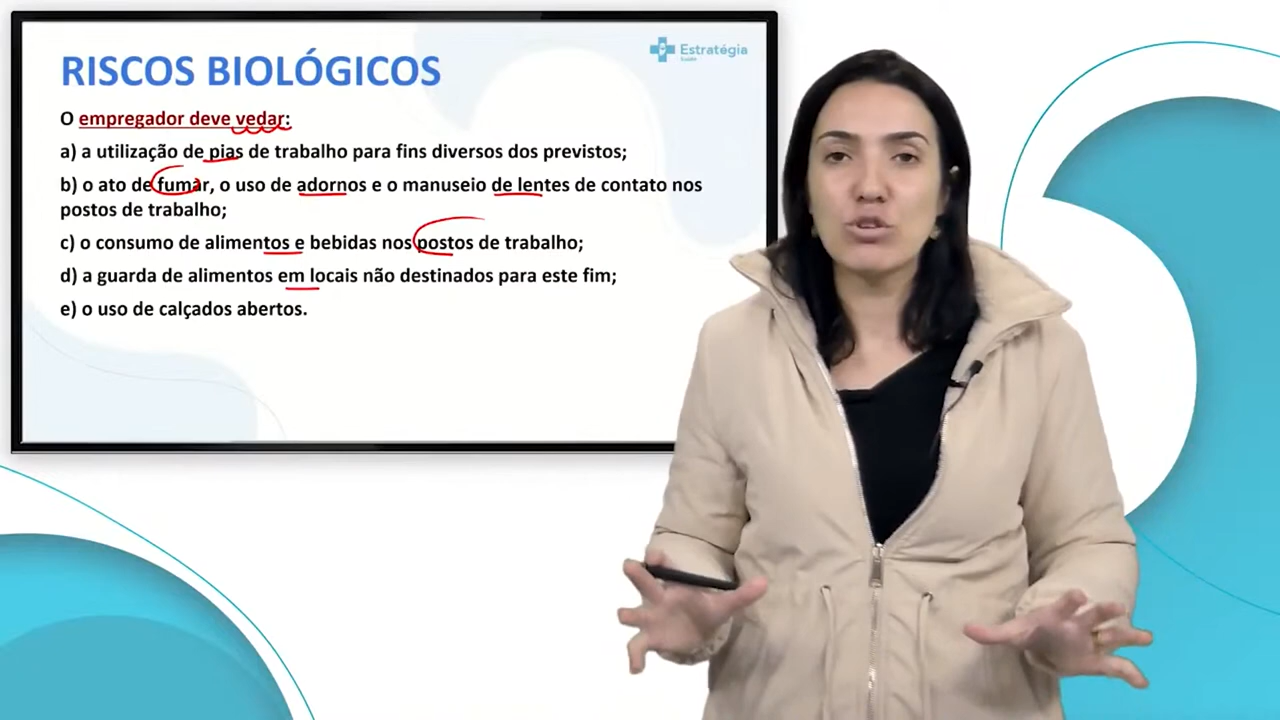 RISCOS BIOLÓGICOS
Estratégia
Saúde
O empregador deve vedar:
a) a utilização de pias de trabalho para fins diversos dos previstos;
b) o ato de fumar, o uso de adornos e o manuseio de lentes de contato nos
postos de trabalho;
c) o consumo de alimentos e bebidas nos postos de trabalho;
d) a guarda de alimentos em locais não destinados para este fim;
e) o uso de calçados abertos.